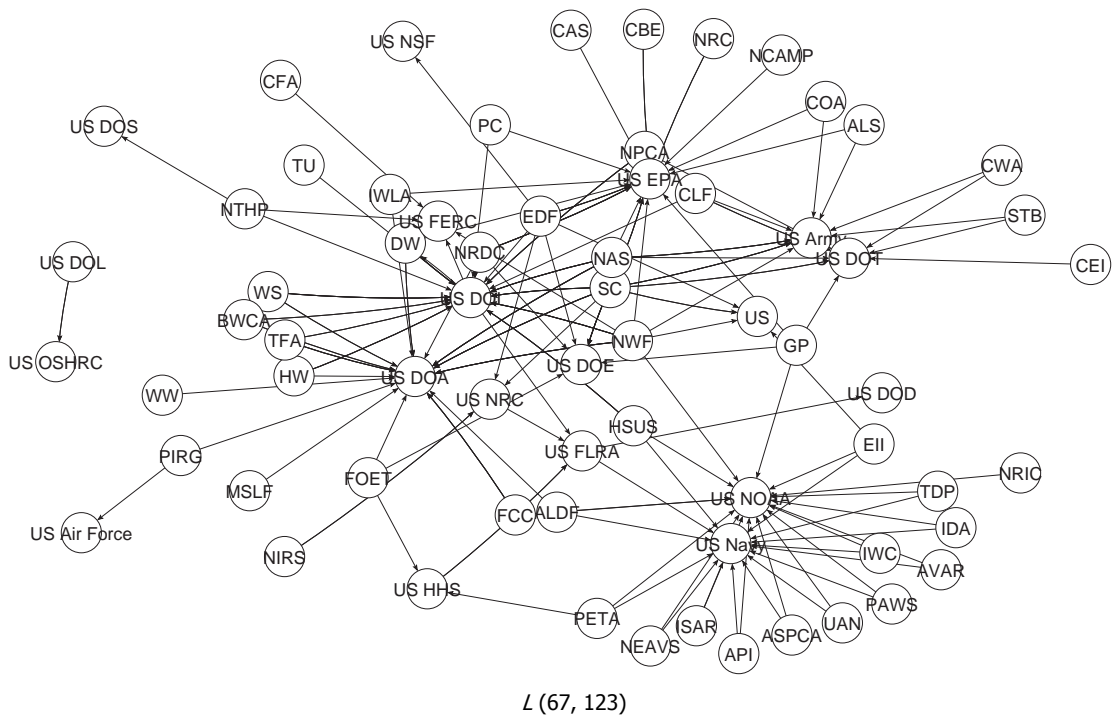 CAS
CBE
NRC
US NSF
NCAMP
CFA
COA
US DOS
PC
ALS
NPCA
TU
US EPA
CWA
IWLA
CLF
NTHP
US FERC
EDF
STB
DW
US Army
NRDC
NAS
US DOT
US DOL
CEI
WS
US DOI
SC
BWCA
US
TFA
NWF
GP
US OSHRC
US DOE
HW
US DOA
WW
US NRC
US DOD
HSUS
EII
US FLRA
PIRG
FOET
NRIC
MSLF
TDP
US NOAA
FCC
ALDF
IDA
US Air Force
US Navy
IWC
NIRS
AVAR
US HHS
PAWS
PETA
UAN
ISAR
ASPCA
NEAVS
API
L (67, 123)